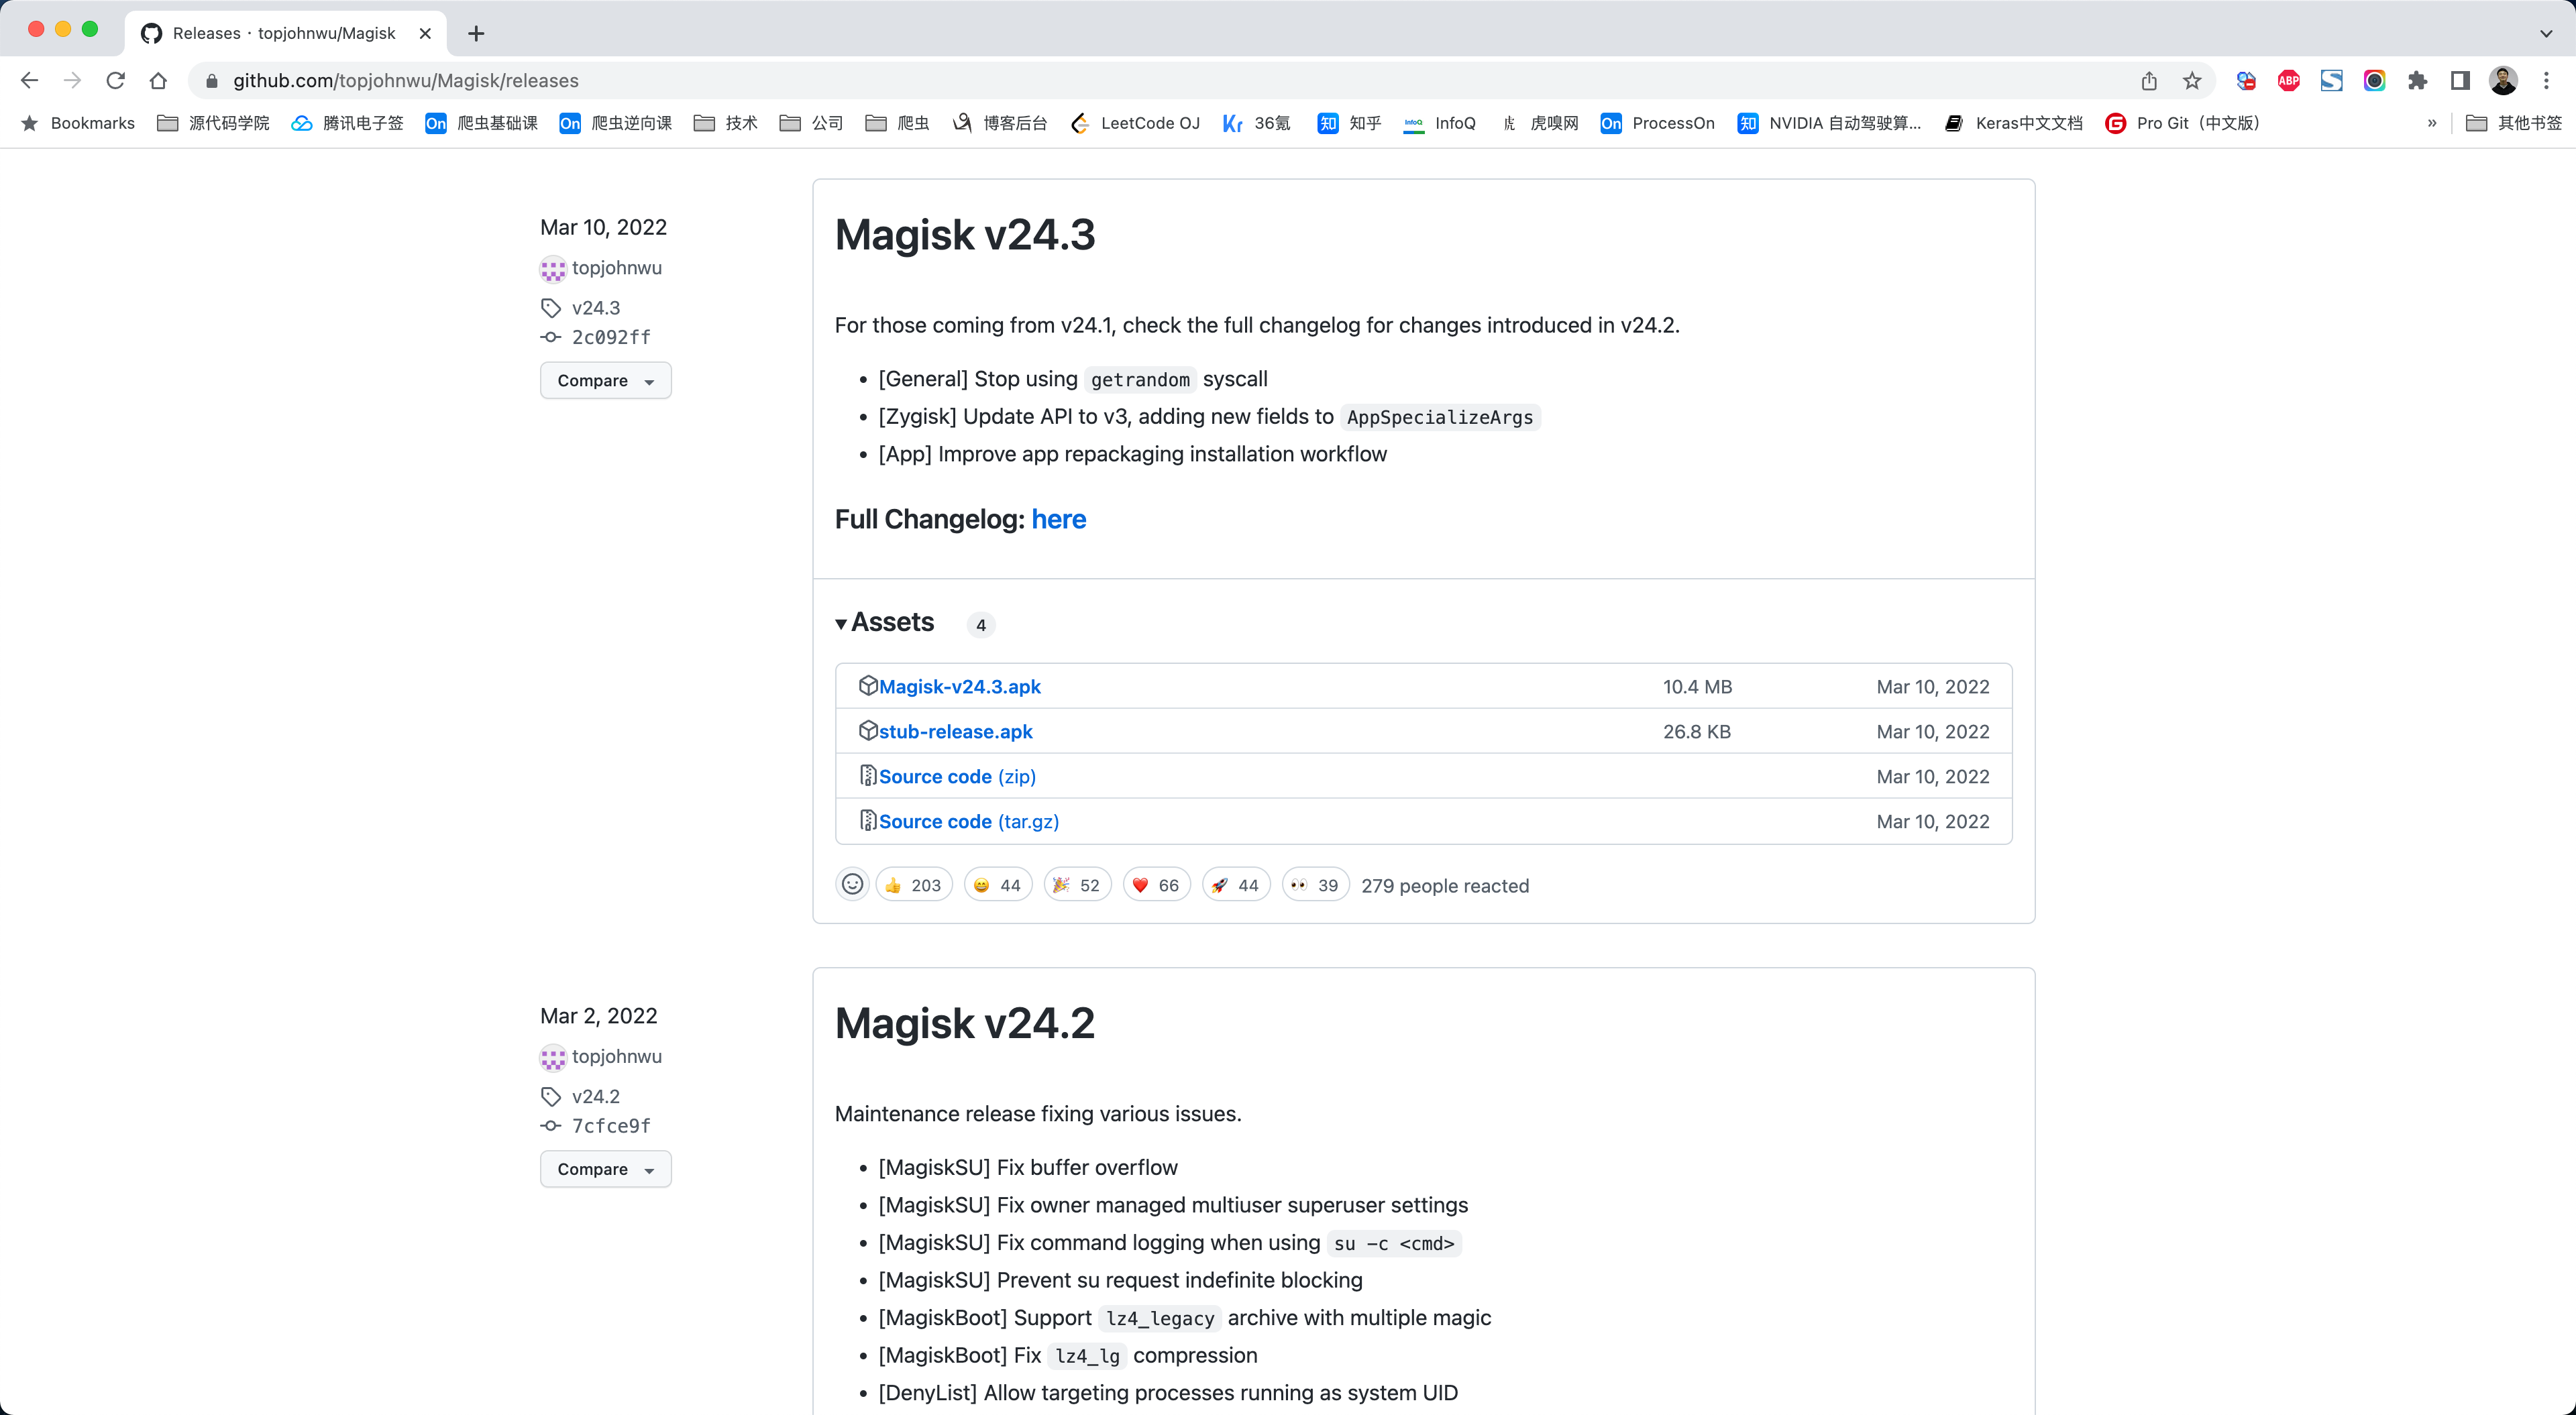 Releases · topjohnwu/Magisk
github.com/topjohnwu/Magisk/releases
ABP
Bookmarks 源代码学院 腾讯电子签 On 爬虫基础课 On 爬虫逆向课 技术 公司 爬虫 博客后台 LeetCode OJ Kr 36氪 知 知乎 InfoQ InfoQ 虎 虎嗅网 On ProcessOn 知 NVIDIA 自动驾驶算... Keras中文文档 Pro Git（中文版） » 其他书签
Mar 10, 2022
topjohnwu
v24.3
2c092ff
Compare
Magisk v24.3
For those coming from v24.1, check the full changelog for changes introduced in v24.2.
• [General] Stop using getrandom syscall
• [Zygisk] Update API to v3, adding new fields to AppSpecializeArgs
• [App] Improve app repackaging installation workflow
Full Changelog: here
Assets 4
Magisk-v24.3.apk 10.4 MB Mar 10, 2022
stub-release.apk 26.8 KB Mar 10, 2022
Source code (zip) Mar 10, 2022
Source code (tar.gz) Mar 10, 2022
👍 203 😄 44 🎉 52 ❤️ 66 🚀 44 👀 39 279 people reacted
Mar 2, 2022
topjohnwu
v24.2
7cfce9f
Compare
Magisk v24.2
Maintenance release fixing various issues.
• [MagiskSU] Fix buffer overflow
• [MagiskSU] Fix owner managed multiuser superuser settings
• [MagiskSU] Fix command logging when using su -c <cmd>
• [MagiskSU] Prevent su request indefinite blocking
• [MagiskBoot] Support lz4_legacy archive with multiple magic
• [MagiskBoot] Fix lz4_lg compression
• [DenyList] Allow targeting processes running as system UID